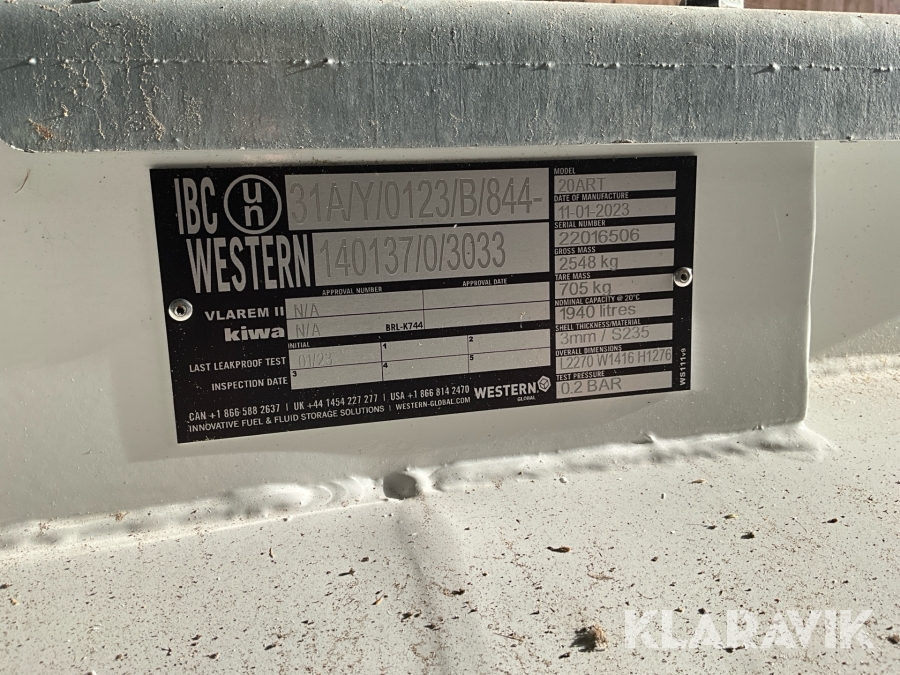 IBC un 31A/Y/0123/B/844-
WESTERN 140137/0/3033
APPROVAL NUMBER APPROVAL DATE
VLAREM II N/A
kiwa N/A BRL-K744
INITIAL 1 2
LAST LEAKPROOF TEST 01/23
3 4 5
INSPECTION DATE
CAN +1 866 588 2637 | UK +44 1454 227 277 | USA +1 866 814 2470
INNOVATIVE FUEL & FLUID STORAGE SOLUTIONS | WESTERN-GLOBAL.COM
WESTERN
GLOBAL
MODEL
20ART
DATE OF MANUFACTURE
11-01-2023
SERIAL NUMBER
22016506
GROSS MASS
2548 kg
TARE MASS
705 kg
NOMINAL CAPACITY @ 20°C
1940 litres
SHELL THICKNESS/MATERIAL
3mm / S235
OVERALL DIMENSIONS
L2270 W1416 H1276
TEST PRESSURE
0.2 BAR
WS111v9
KLARAVIK